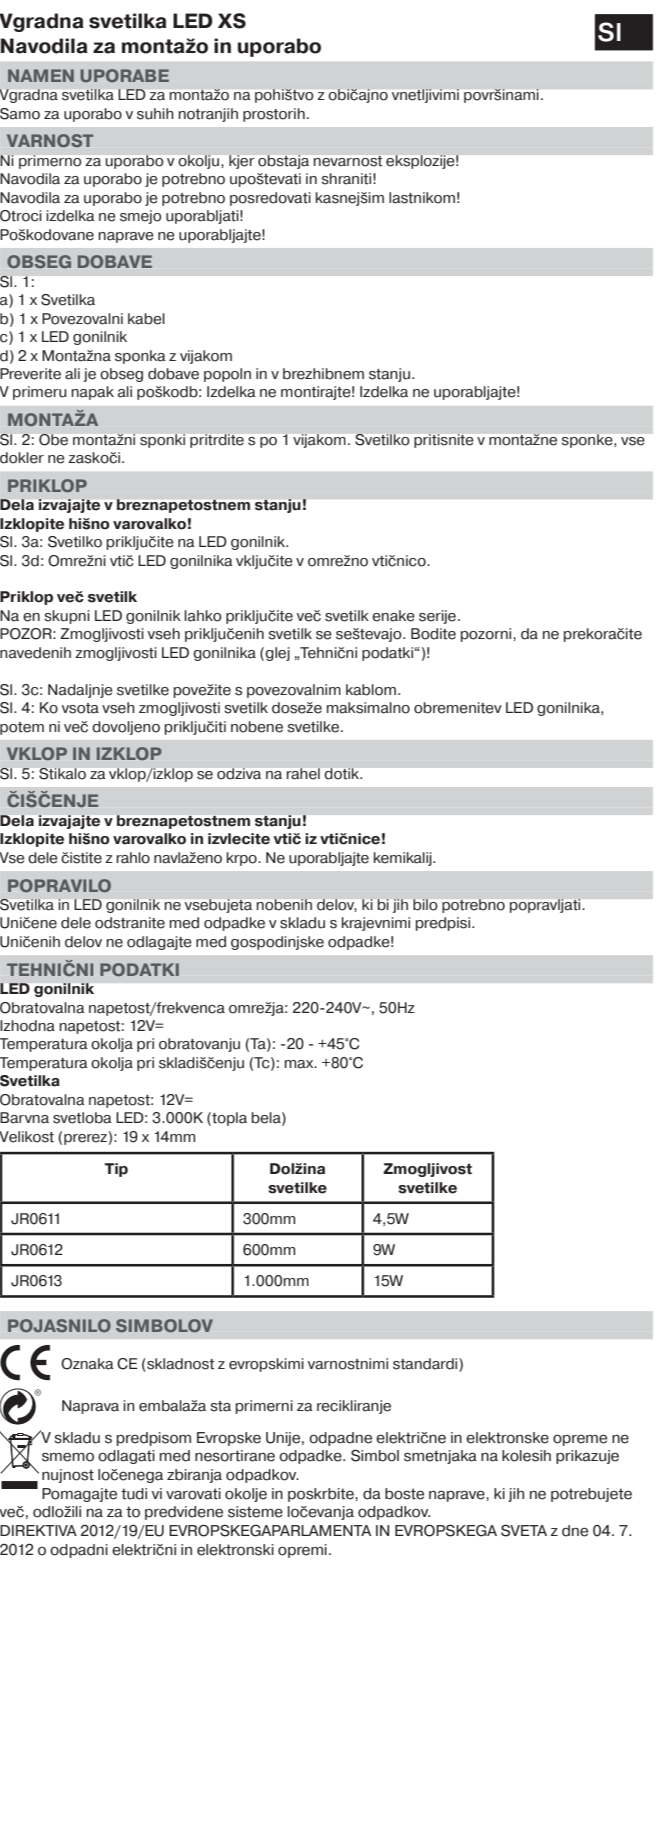 Vgradna svetilka LED XS
Navodila za montažo in uporabo
SI
NAMEN UPORABE
Vgradna svetilka LED za montažo na pohištvo z običajno vnetljivimi površinami.
Samo za uporabo v suhih notranjih prostorih.
VARNOST
Ni primerno za uporabo v okolju, kjer obstaja nevarnost eksplozije!
Navodila za uporabo je potrebno upoštevati in shraniti!
Navodila za uporabo je potrebno posredovati kasnejšim lastnikom!
Otroci izdelka ne smejo uporabljati!
Poškodovane naprave ne uporabljajte!
OBSEG DOBAVE
Sl. 1:
a) 1 x Svetilka
b) 1 x Povezovalni kabel
c) 1 x LED gonilnik
d) 2 x Montažna sponka z vijakom
Preverite ali je obseg dobave popoln in v brezhibnem stanju.
V primeru napak ali poškodb: Izdelka ne montirajte! Izdelka ne uporabljajte!
MONTAŽA
Sl. 2: Obe montažni sponki pritrdite s po 1 vijakom. Svetilko pritisnite v montažne sponke, vse
dokler ne zaskoči.
PRIKLOP
Dela izvajajte v breznapetostnem stanju!
Izklopite hišno varovalko!
Sl. 3a: Svetilko priključite na LED gonilnik.
Sl. 3d: Omrežni vtič LED gonilnika vključite v omrežno vtičnico.
Priklop več svetilk
Na en skupni LED gonilnik lahko priključite več svetilk enake serije.
POZOR: Zmogljivosti vseh priključenih svetilk se seštevajo. Bodite pozorni, da ne prekoračite
navedenih zmogljivosti LED gonilnika (glej „Tehnični podatki“)!
Sl. 3c: Nadaljnje svetilke povežite s povezovalnim kablom.
Sl. 4: Ko vsota vseh zmogljivosti svetilk doseže maksimalno obremenitev LED gonilnika,
potem ni več dovoljeno priključiti nobene svetilke.
VKLOP IN IZKLOP
Sl. 5: Stikalo za vklop/izklop se odziva na rahel dotik.
ČIŠČENJE
Dela izvajajte v breznapetostnem stanju!
Izklopite hišno varovalko in izvlecite vtič iz vtičnice!
Vse dele čistite z rahlo navlaženo krpo. Ne uporabljajte kemikalij.
POPRAVILO
Svetilka in LED gonilnik ne vsebujeta nobenih delov, ki bi jih bilo potrebno popravljati.
Uničene dele odstranite med odpadke v skladu s krajevnimi predpisi.
Uničenih delov ne odlagajte med gospodinjske odpadke!
TEHNIČNI PODATKI
LED gonilnik
Obratovalna napetost/frekvenca omrežja: 220-240V~, 50Hz
Izhodna napetost: 12V=
Temperatura okolja pri obratovanju (Ta): -20 - +45°C
Temperatura okolja pri skladiščenju (Tc): max. +80°C
Svetilka
Obratovalna napetost: 12V=
Barvna svetloba LED: 3.000K (topla bela)
Velikost (prerez): 19 x 14mm
Tip Dolžina svetilke Zmogljivost svetilke
JR0611 300mm 4,5W
JR0612 600mm 9W
JR0613 1.000mm 15W
POJASNILO SIMBOLOV
CE Oznaka CE (skladnost z evropskimi varnostnimi standardi)
® Naprava in embalaža sta primerni za recikliranje
V skladu s predpisom Evropske Unije, odpadne električne in elektronske opreme ne
smemo odlagati med nesortirane odpadke. Simbol smetnjaka na kolesih prikazuje
nujnost ločenega zbiranja odpadkov.
Pomagajte tudi vi varovati okolje in poskrbite, da boste naprave, ki jih ne potrebujete
več, odložili na za to predvidene sisteme ločevanja odpadkov.
DIREKTIVA 2012/19/EU EVROPSKEGAPARLAMENTA IN EVROPSKEGA SVETA z dne 04. 7.
2012 o odpadni električni in elektronski opremi.